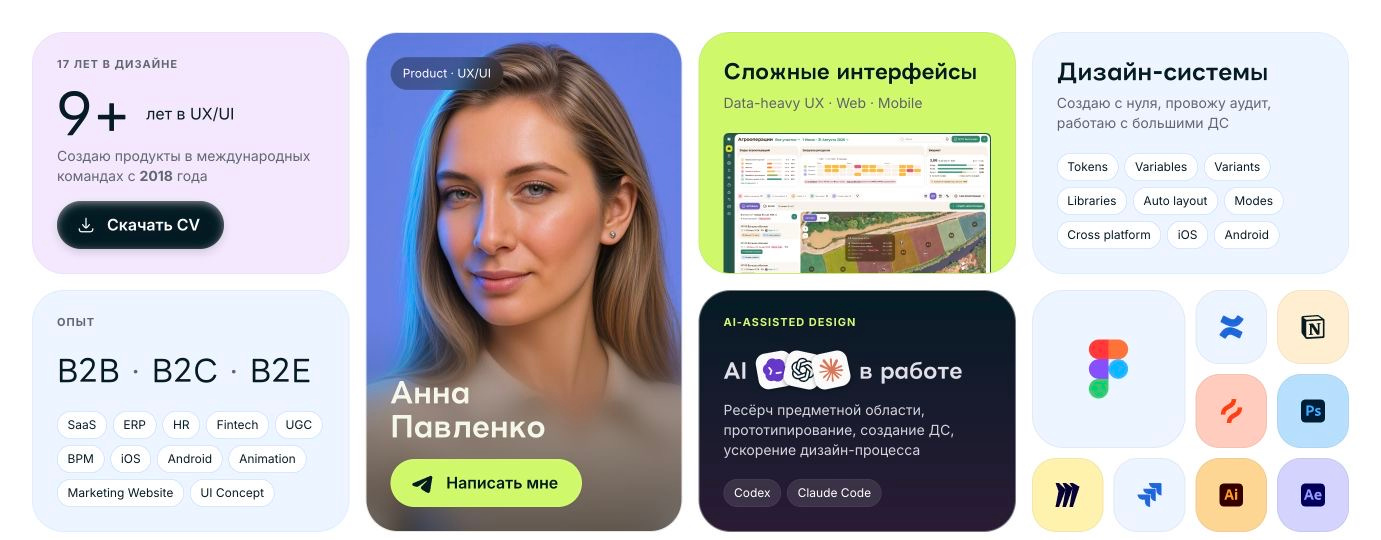 17 ЛЕТ В ДИЗАЙНЕ
9+ лет в UX/UI
Создаю продукты в международных
командах с 2018 года
Скачать CV
ОПЫТ
B2B · B2C · B2E
SaaS ERP HR Fintech UGC
BPM iOS Android Animation
Marketing Website UI Concept
Product · UX/UI
Анна
Павленко
Написать мне
Сложные интерфейсы
Data-heavy UX · Web · Mobile
Агрооперации
AI-ASSISTED DESIGN
AI в работе
Ресёрч предметной области,
прототипирование, создание ДС,
ускорение дизайн-процесса
Codex Claude Code
Дизайн-системы
Создаю с нуля, провожу аудит,
работаю с большими ДС
Tokens Variables Variants
Libraries Auto layout Modes
Cross platform iOS Android
N
Ps
Ai Ae